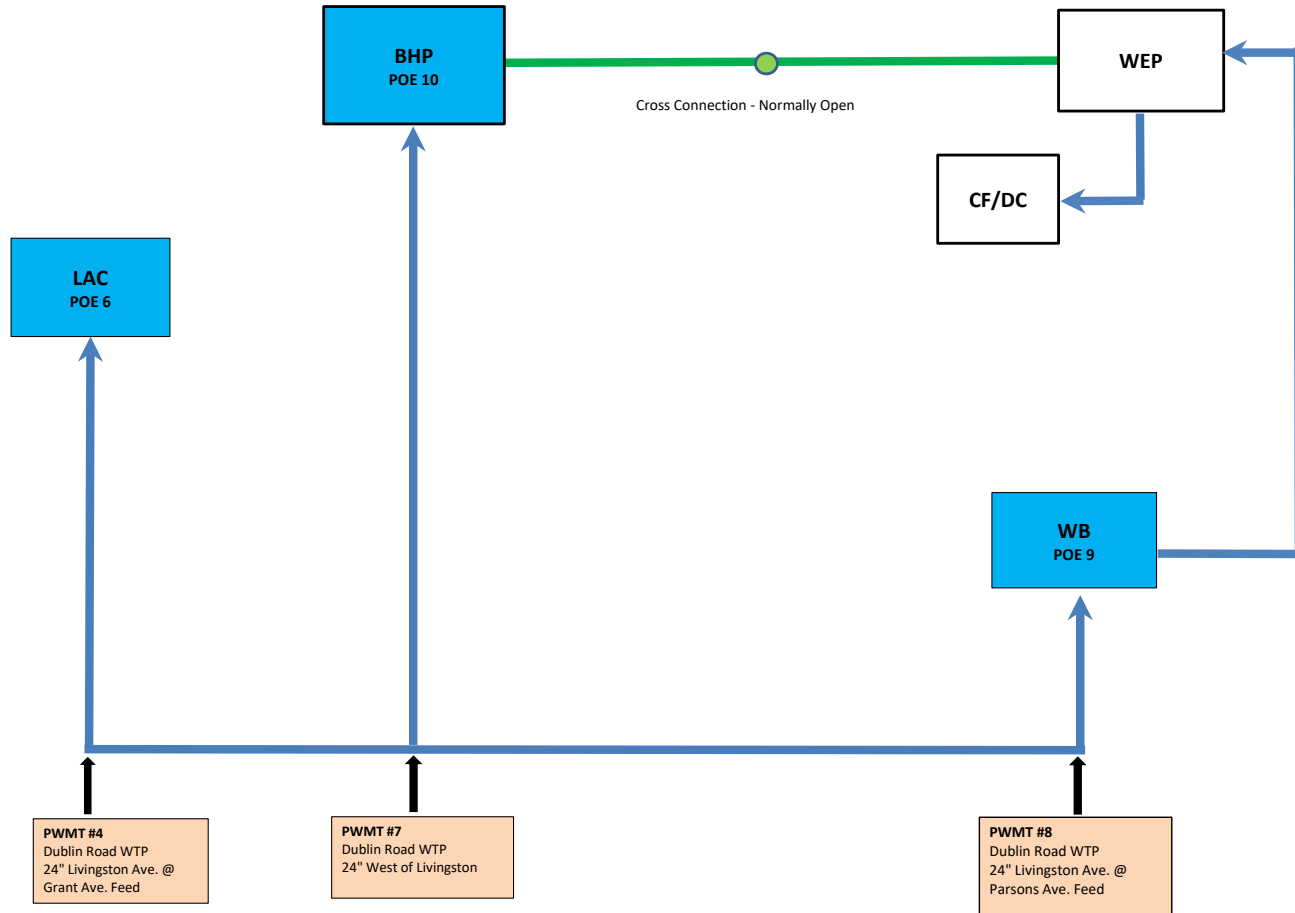 BHP
POE 10
WEP
Cross Connection - Normally Open
CF/DC
LAC
POE 6
WB
POE 9
PWMT #4
Dublin Road WTP
24" Livingston Ave. @
Grant Ave. Feed
PWMT #7
Dublin Road WTP
24" West of Livingston
PWMT #8
Dublin Road WTP
24" Livingston Ave. @
Parsons Ave. Feed